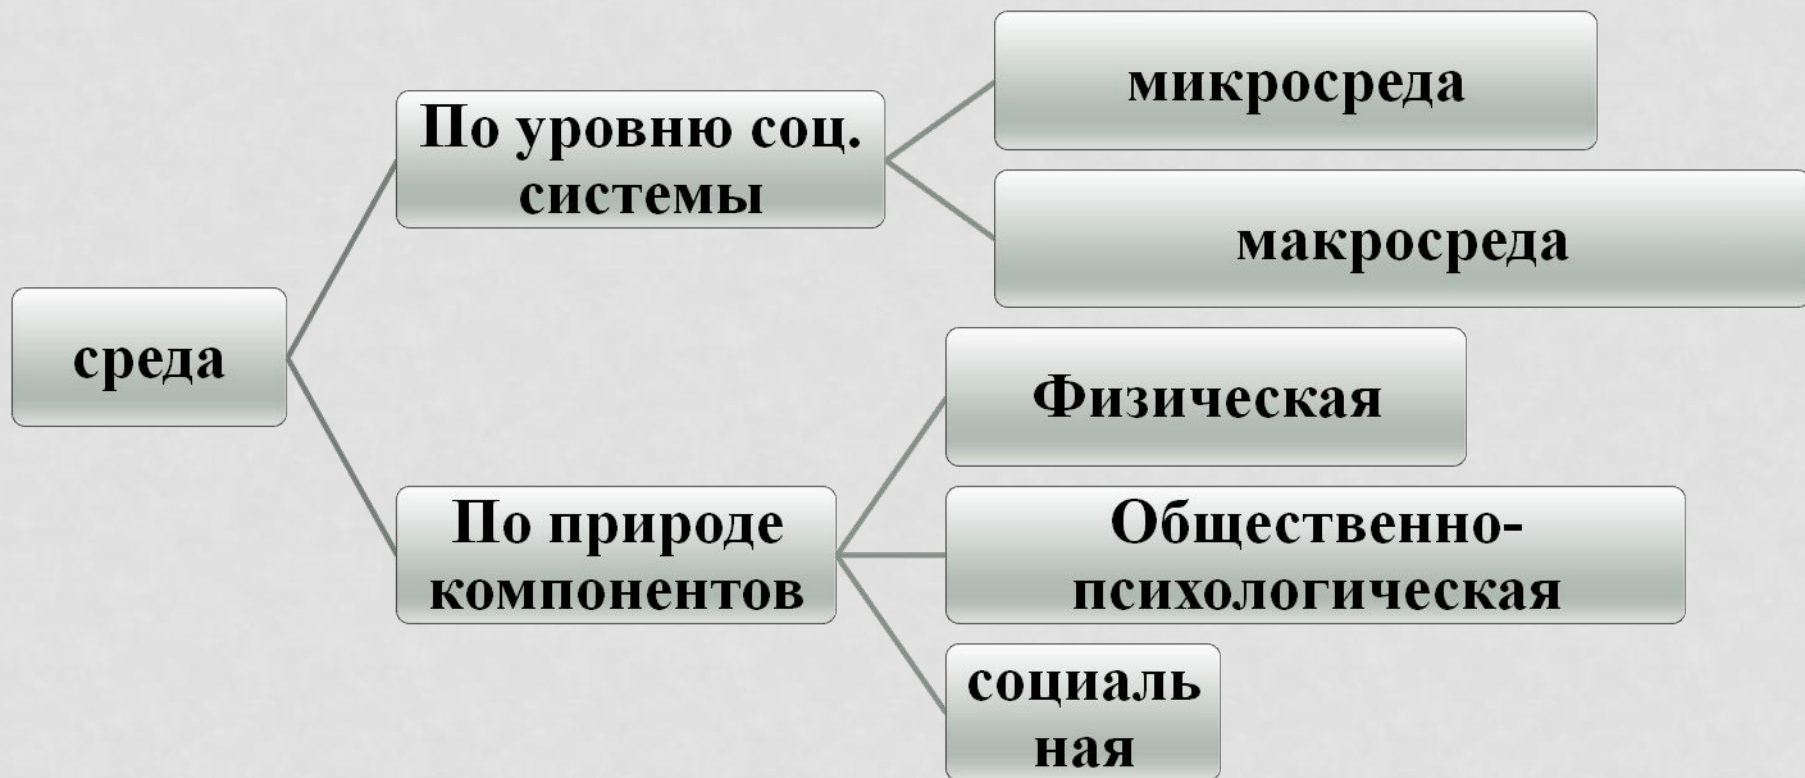 микросреда
По уровню соц.
системы
макросреда
среда
Физическая
По природе
компонентов
Общественно-
психологическая
социаль
ная